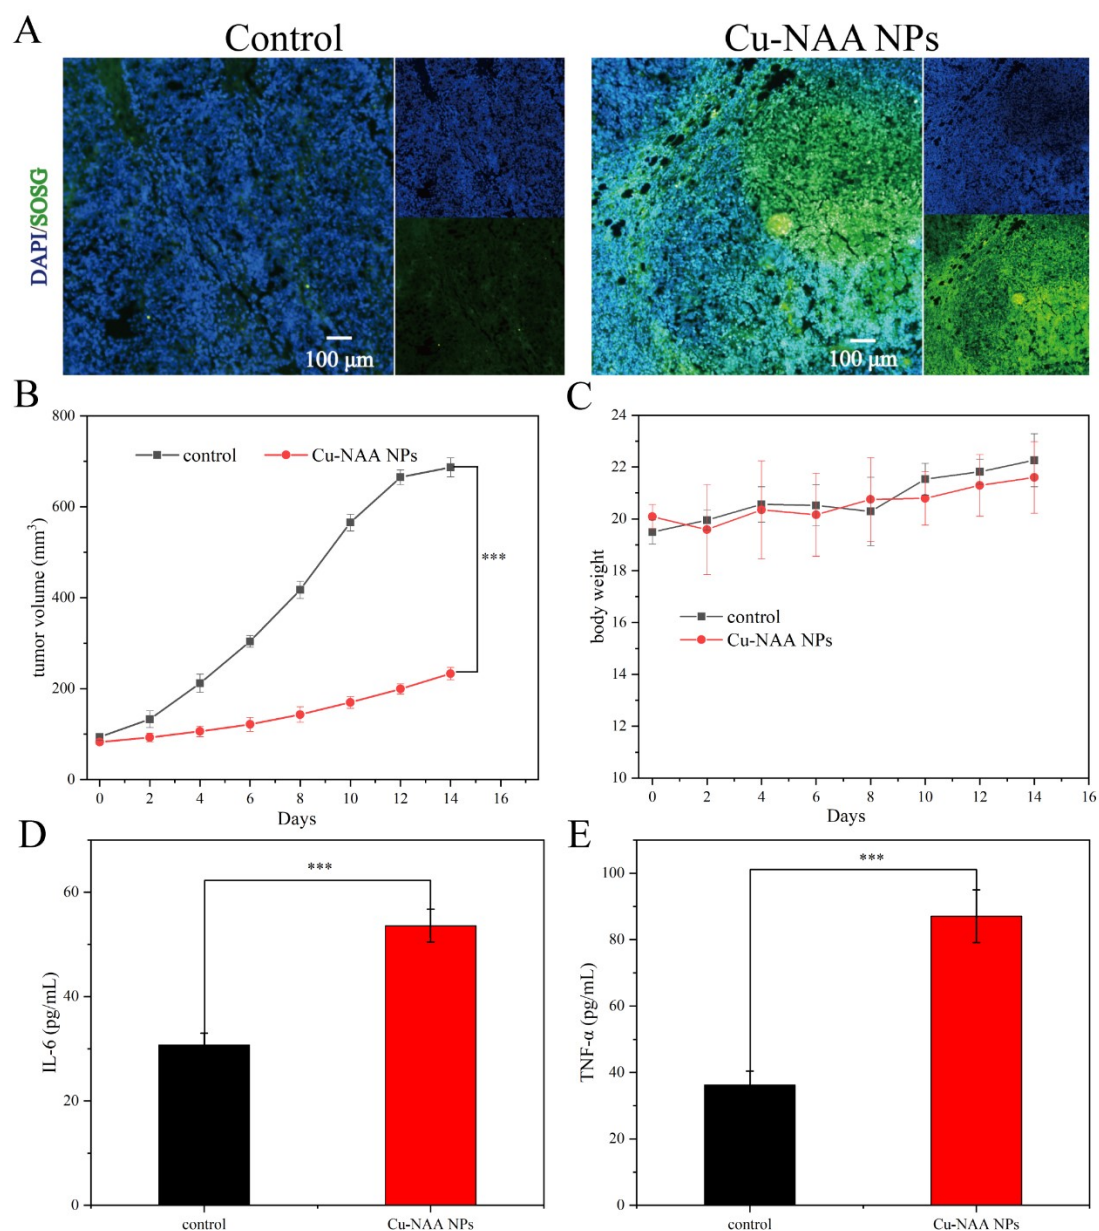 A
Control
Cu-NAA NPs
DAPI/SOSG
100 μm
100 μm
B
800
600
400
200
0
tumor volume (mm³)
control
Cu-NAA NPs
***
0 2 4 6 8 10 12 14 16
Days
C
24
22
20
18
16
14
12
10
body weight
control
Cu-NAA NPs
0 2 4 6 8 10 12 14 16
Days
D
60
40
20
0
IL-6 (pg/mL)
***
control
Cu-NAA NPs
E
100
80
60
40
20
0
TNF-α (pg/mL)
***
control
Cu-NAA NPs